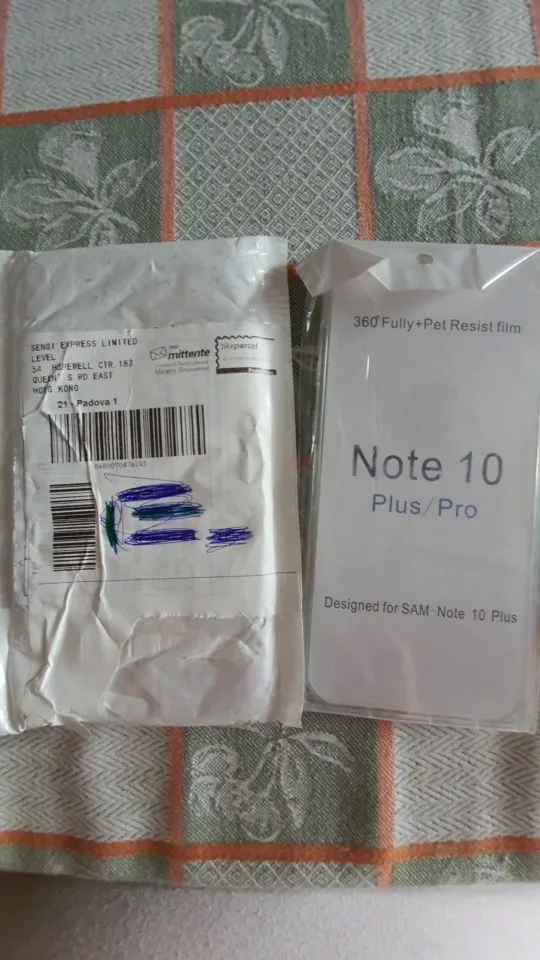 SENGI EXPRESS LIMITED
LEVEL
54 HOPEWELL CTR 183
QUEEN'S RD EAST
HONG KONG
mittente
likeparcel
21 - Padova 1
360 Fully+Pet Resist film
Note 10
Plus/Pro
Designed for SAM-Note 10 Plus